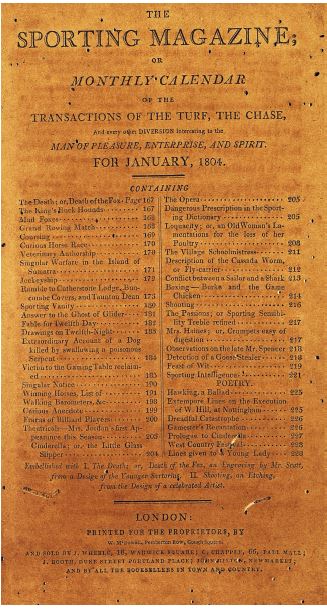 THE
SPORTING MAGAZINE;
OR
MONTHLY CALENDAR
OF THE
TRANSACTIONS OF THE TURF, THE CHASE,
And every other DIVERSION interesting to the
MAN OF PLEASURE, ENTERPRISE, AND SPIRIT.
FOR JANUARY, 1804.
CONTAINING
The Death; or, Death of the Fox - Page 167
The King's Buck Hounds 167
Mad Foxes 168
Grand Rowing Match 168
Coursing 169
Curious Horse Race 170
Veterinary Authorship 170
Singular Warfare in the Island of
Sumatra 171
Jockeyship 172
Ramble to Cathersome Lodge, Bun-
combe Covers, and Taunton Dean 173
Sporting Vanity 180
Answer to the Ghost of Glider 181
Fable for Twelfth Day 182
Drawings on Twelfth-Night 183
Extraordinary Account of a Dog
killed by swallowing a poisonous
Serpent 184
Victim to the Gaming Table reclaim-
ed 185
Singular Notice 190
Winning Horses, List of 191
Walking Barometers, &c. 198
Curious Anecdote 199
Frauds of Billiard Players 200
Theatricals—Mrs. Jordan's first Ap-
pearance this Season 203
Cinderella; or, the Little Glass
Slipper 204
The Opera 205
Dangerous Prescription in the Sport-
ing Dictionary 205
Loquacity; or, an Old Woman's La-
mentations for the loss of her
Poultry 208
The Village Schoolmistress 211
Description of the Cassada Worm,
or Fly-carrier 212
Conflict between a Sailor and a Shark 213
Boxing—Burke and the Game
Chicken 214
Shooting 216
The Passions; or Sporting Sensibi-
lity Treble refined 217
Mrs. Haines; or, Crumpets easy of
digestion 217
Observations on the late Mr. Spencer 218
Detection of a Goose Stealer 218
Feast of Wit 219
Sporting Intelligence 221
POETRY.
Hawking, a Ballad 225
Extempore Lines on the Execution
of W. Hill, at Nottingham 225
Dreadful Catastrophe 226
Gamester's Recantation 226
Prologue to Cinderella 227
West Country 228
Lines given to a Young Lady 228
Embellished with I. The Death; or, Death of the Fox, an Engraving by Mr. Scott,
from a Design of the Younger Sartorius. II. Shooting, an Etching,
from the Design of a celebrated Artist.
LONDON:
PRINTED FOR THE PROPRIETORS, BY
AND SOLD BY J. WHEBLE, 18, WARWICK SQUARE; C. CHAPPEL, 66, PALL MALL;
J. BOOTH, DUKE STREET PORTLAND PLACE; JOHN HILTON, NEWMARKET;
AND BY ALL THE BOOKSELLERS IN TOWN AND COUNTRY.